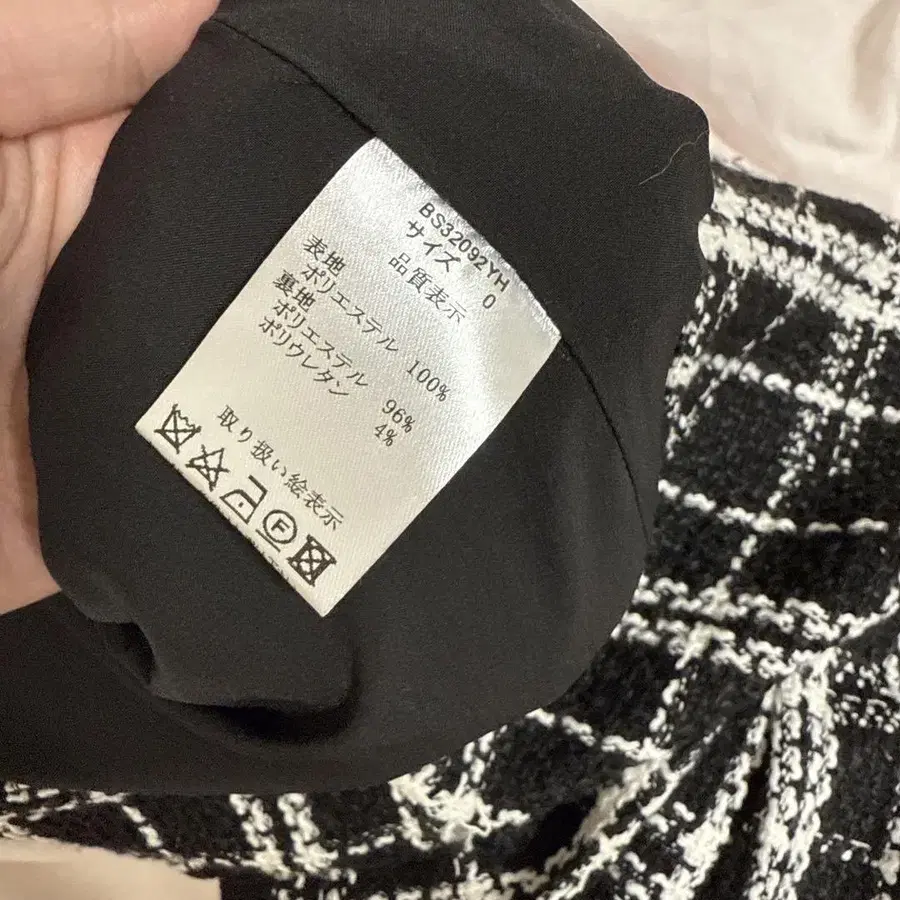 BS32092YH
サイズ 0
品質表示
表地
ポリエステル 100%
裏地
ポリエステル 96%
ポリウレタン 4%
取り扱い絵表示
F